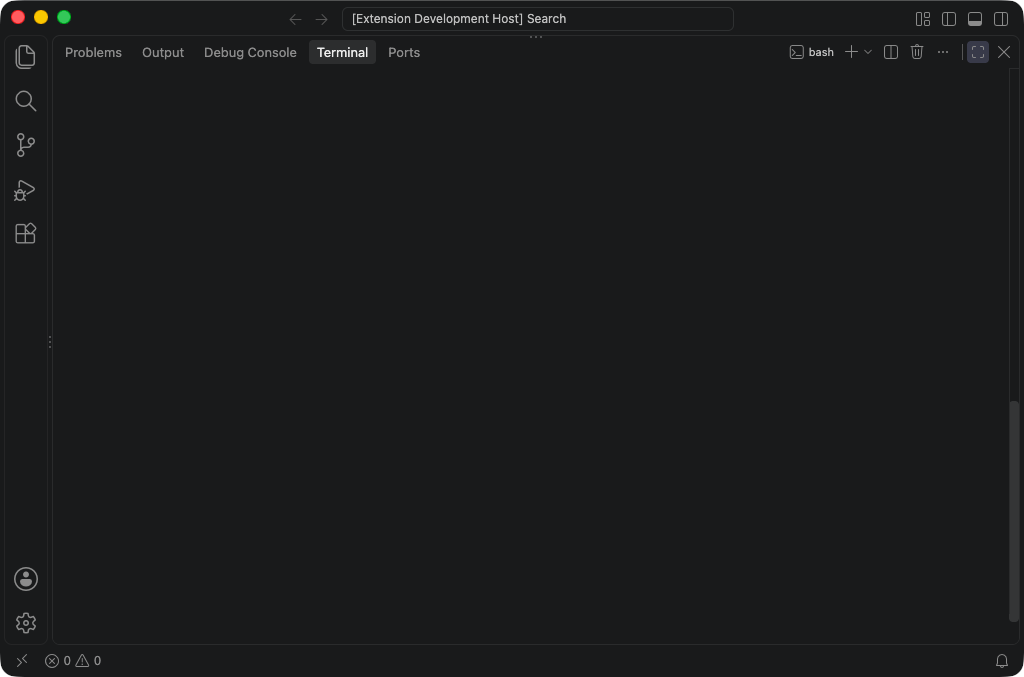 [Extension Development Host] Search
Problems Output Debug Console Terminal Ports bash
0 0